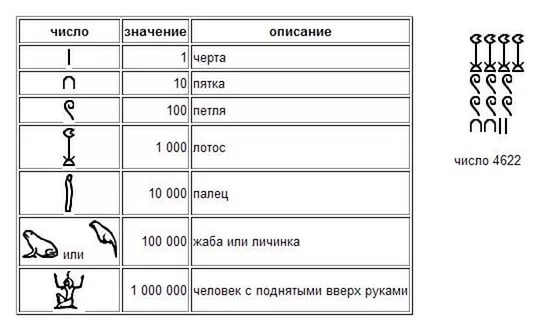 число значение описание
1 черта
10 пятка
100 петля
1 000 лотос
10 000 палец
или 100 000 жаба или личинка
1 000 000 человек с поднятыми вверх руками
число 4622